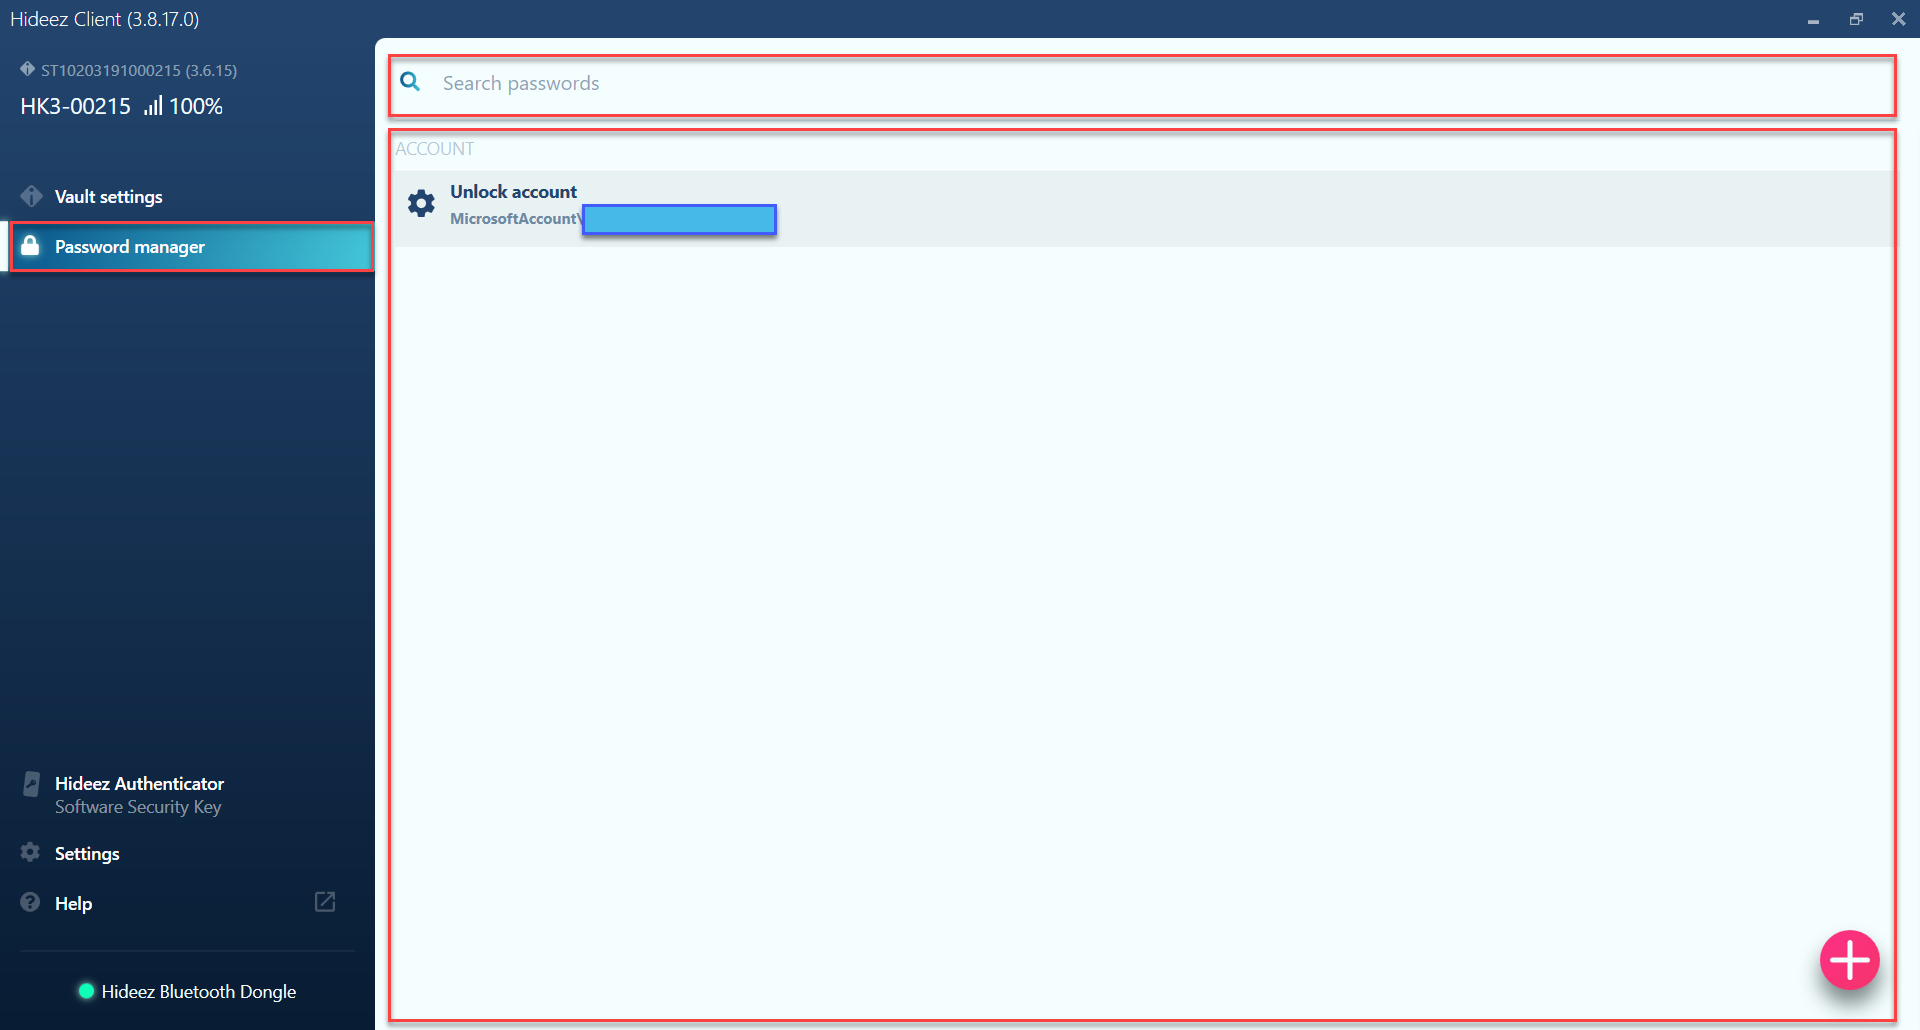 Hideez Client (3.8.17.0)
ST10203191000215 (3.6.15)
HK3-00215 100%
Vault settings
Password manager
Hideez Authenticator
Software Security Key
Settings
Help
Hideez Bluetooth Dongle
Search passwords
ACCOUNT
Unlock account
MicrosoftAccount\